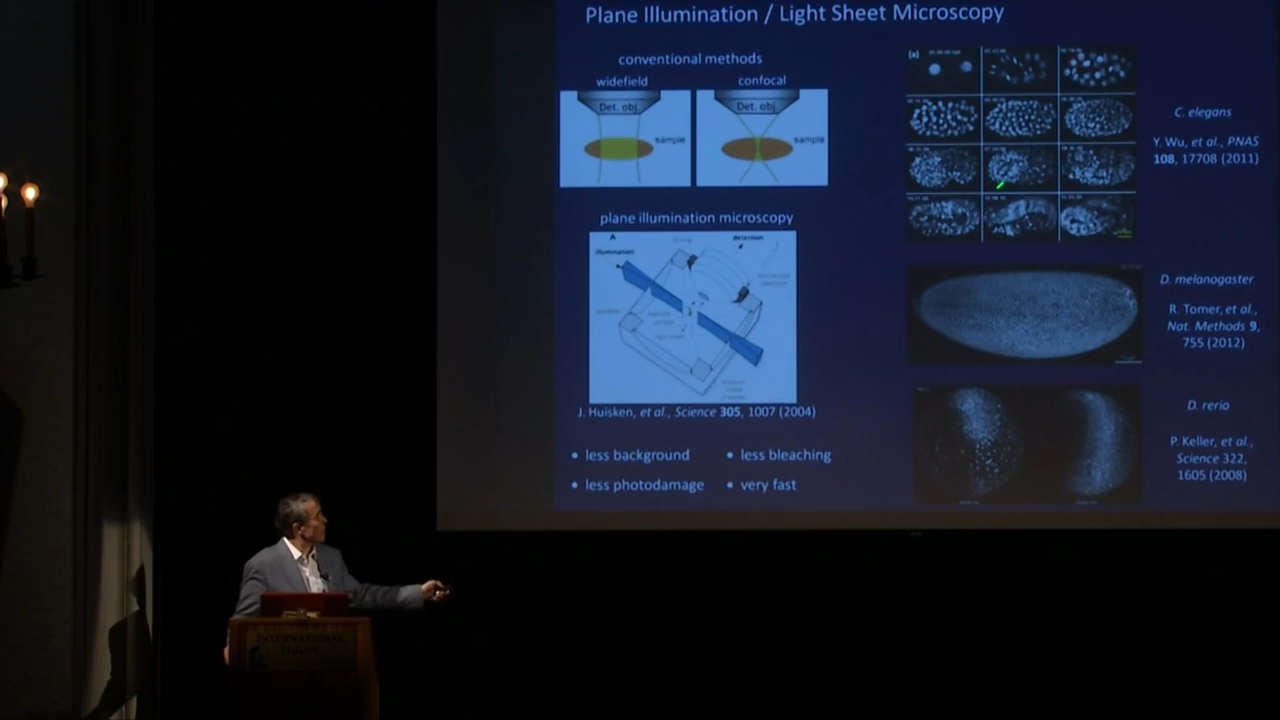 Plane Illumination / Light Sheet Microscopy
conventional methods
widefield
confocal
Det. obj.
sample
Det. obj.
sample
plane illumination microscopy
A
detection
illumination
J. Huisken, et al., Science 305, 1007 (2004)
• less background
• less bleaching
• less photodamage
• very fast
(a)
C. elegans
Y. Wu, et al., PNAS
108, 17708 (2011)
D. melanogaster
R. Tomer, et al.,
Nat. Methods 9,
755 (2012)
D. rerio
P. Keller, et al.,
Science 322,
1605 (2008)
INTERNATIONAL
HOUSE